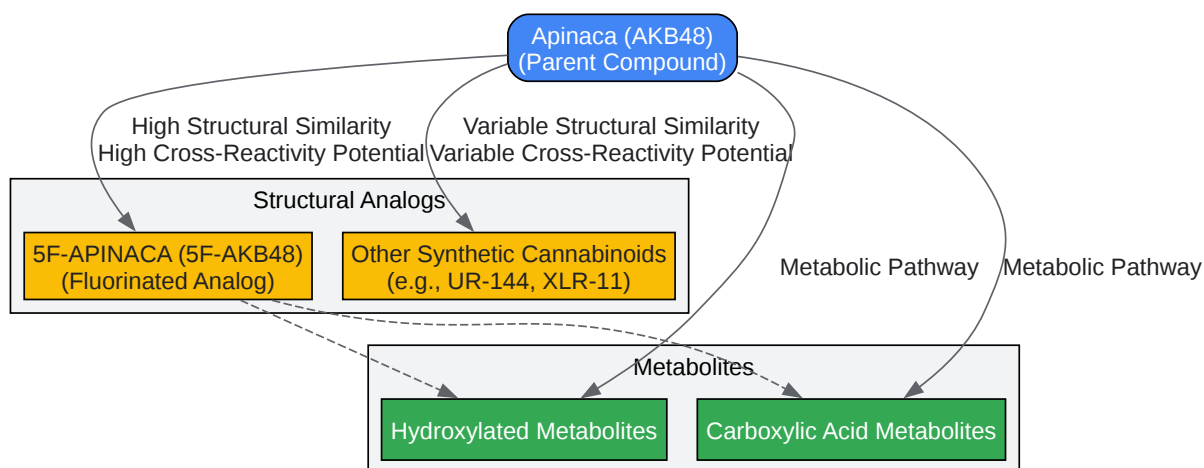 Apinaca (AKB48)
(Parent Compound)
High Structural Similarity
High Cross-Reactivity Potential
Variable Structural Similarity
Variable Cross-Reactivity Potential
Structural Analogs
5F-APINACA (5F-AKB48)
(Fluorinated Analog)
Other Synthetic Cannabinoids
(e.g., UR-144, XLR-11)
Metabolic Pathway
Metabolic Pathway
Metabolites
Hydroxylated Metabolites
Carboxylic Acid Metabolites